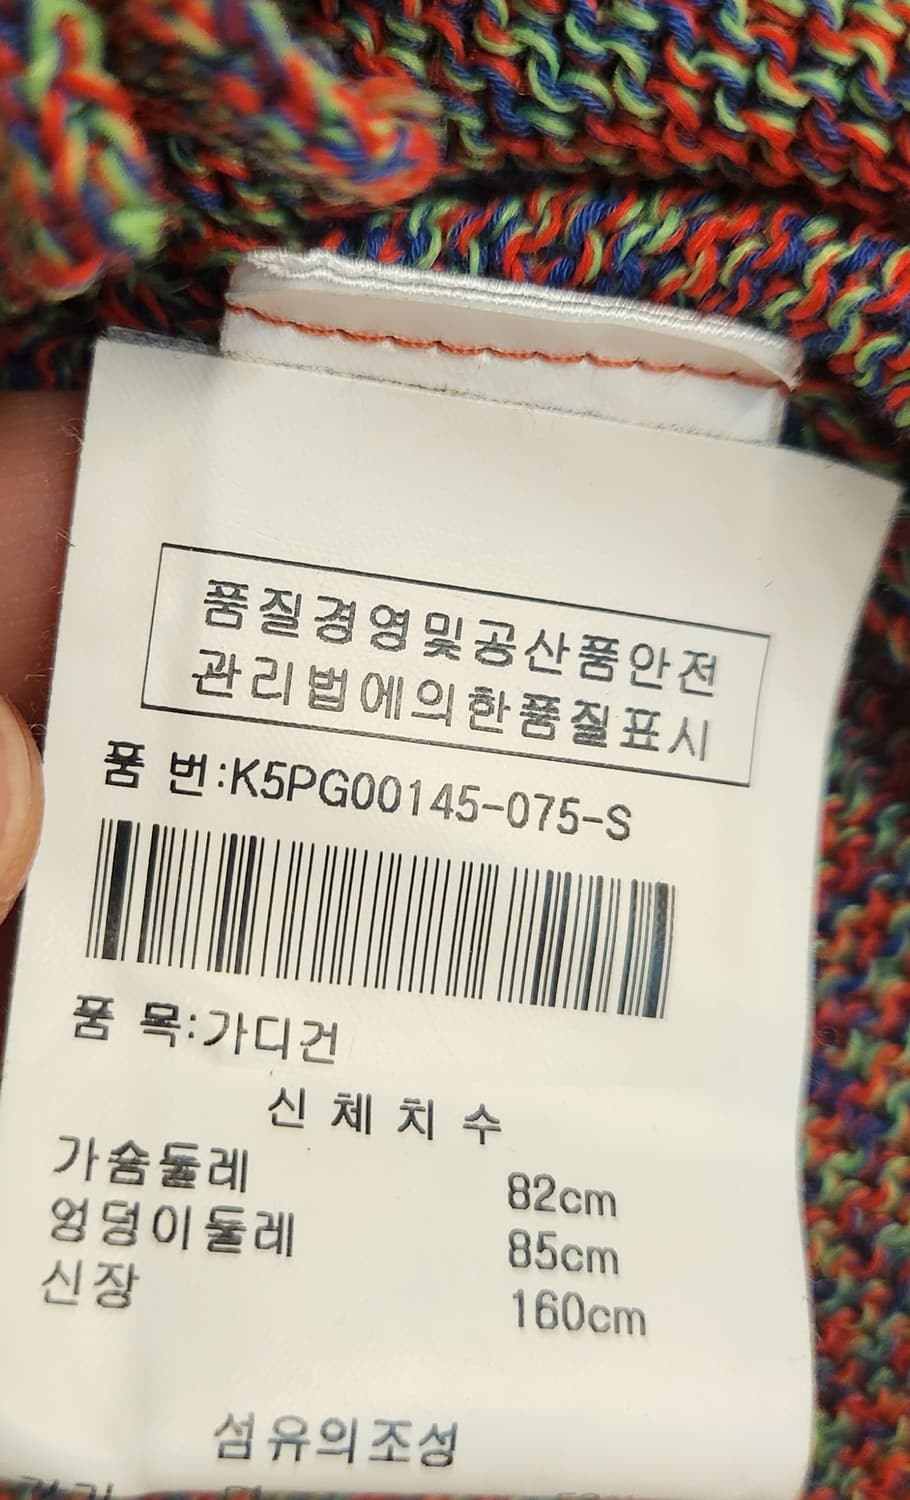 품질경영및공산품안전
관리법에의한품질표시
품 번:K5PG00145-075-S
품 목:가디건
신 체 치 수
가슴둘레 82cm
엉덩이둘레 85cm
신장 160cm
섬유의조성